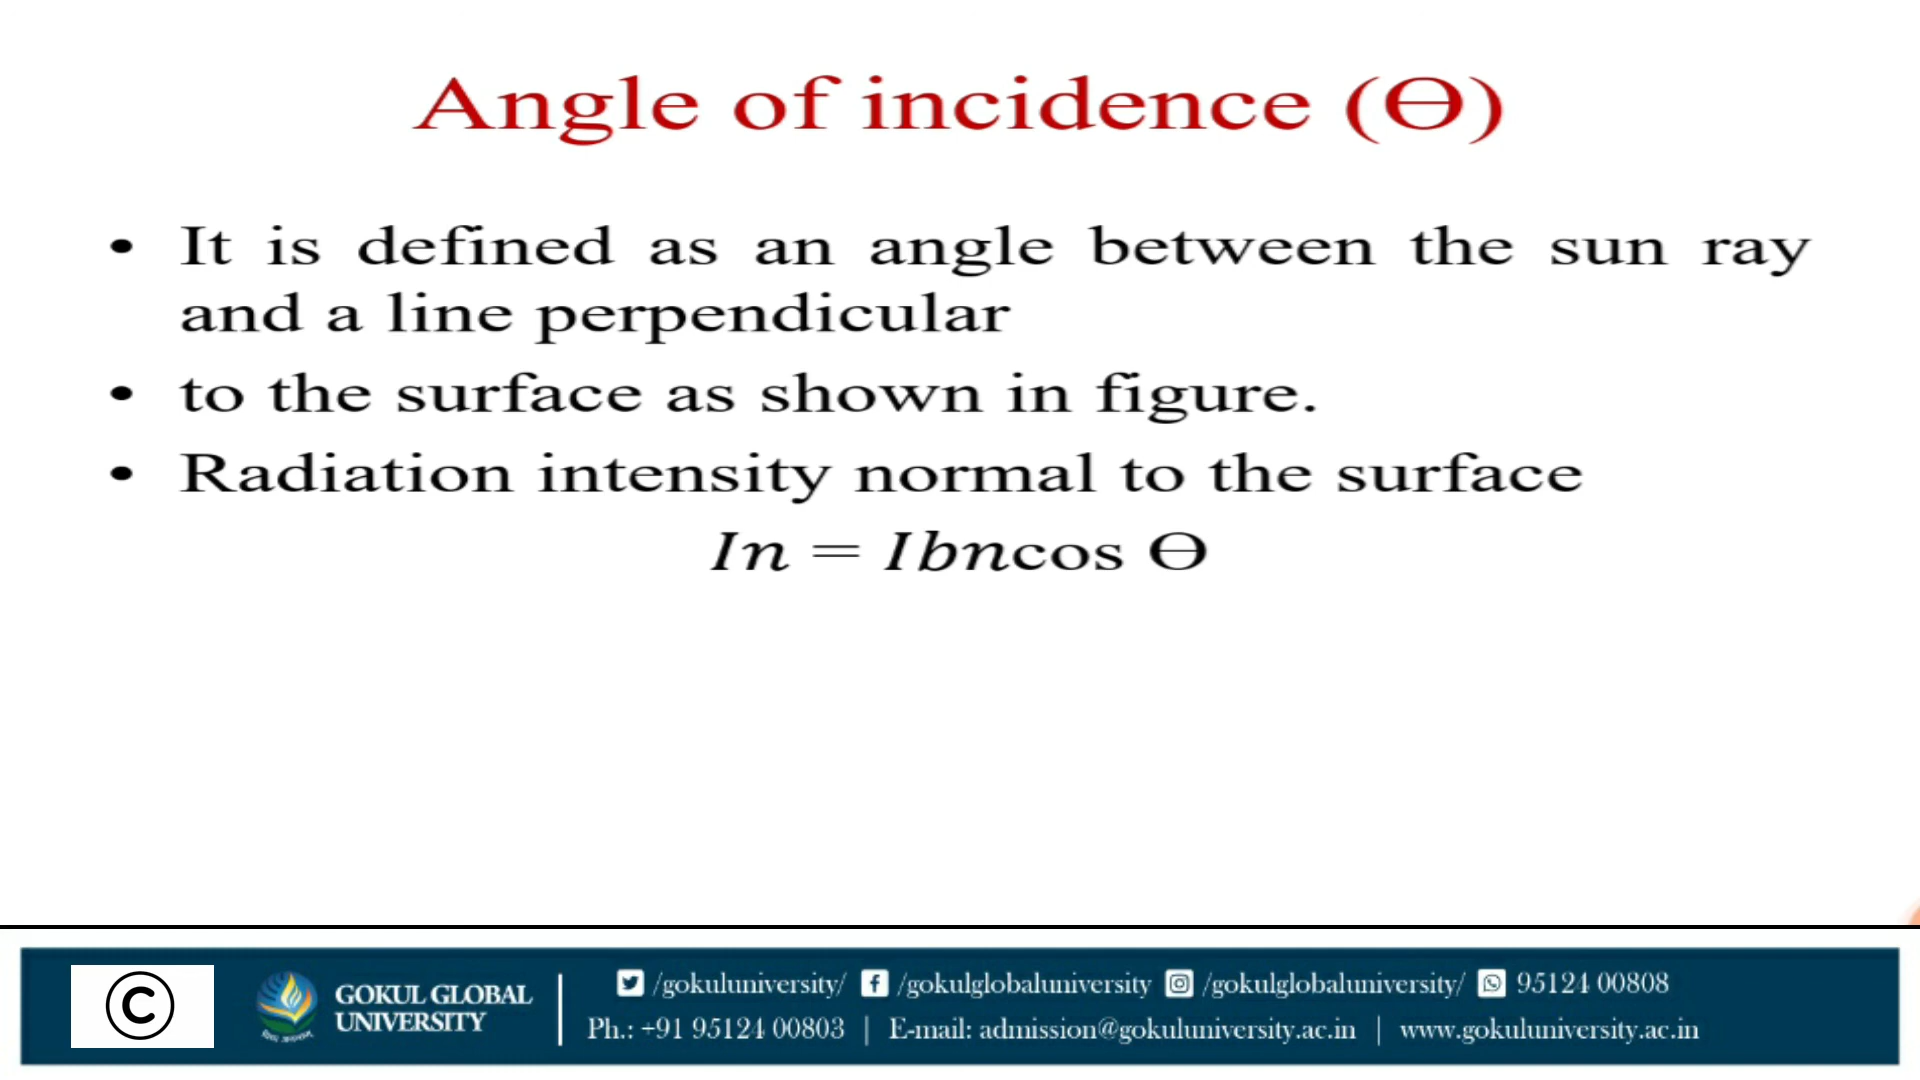 Angle of incidence (Ө)
• It is defined as an angle between the sun ray
and a line perpendicular
• to the surface as shown in figure.
• Radiation intensity normal to the surface
In = Ibncos Ө
©
GOKUL GLOBAL
UNIVERSITY
/gokuluniversity/ /gokulglobaluniversity /gokulglobaluniversity/ 95124 00808
Ph.: +91 95124 00803 | E-mail: admission@gokuluniversity.ac.in | www.gokuluniversity.ac.in